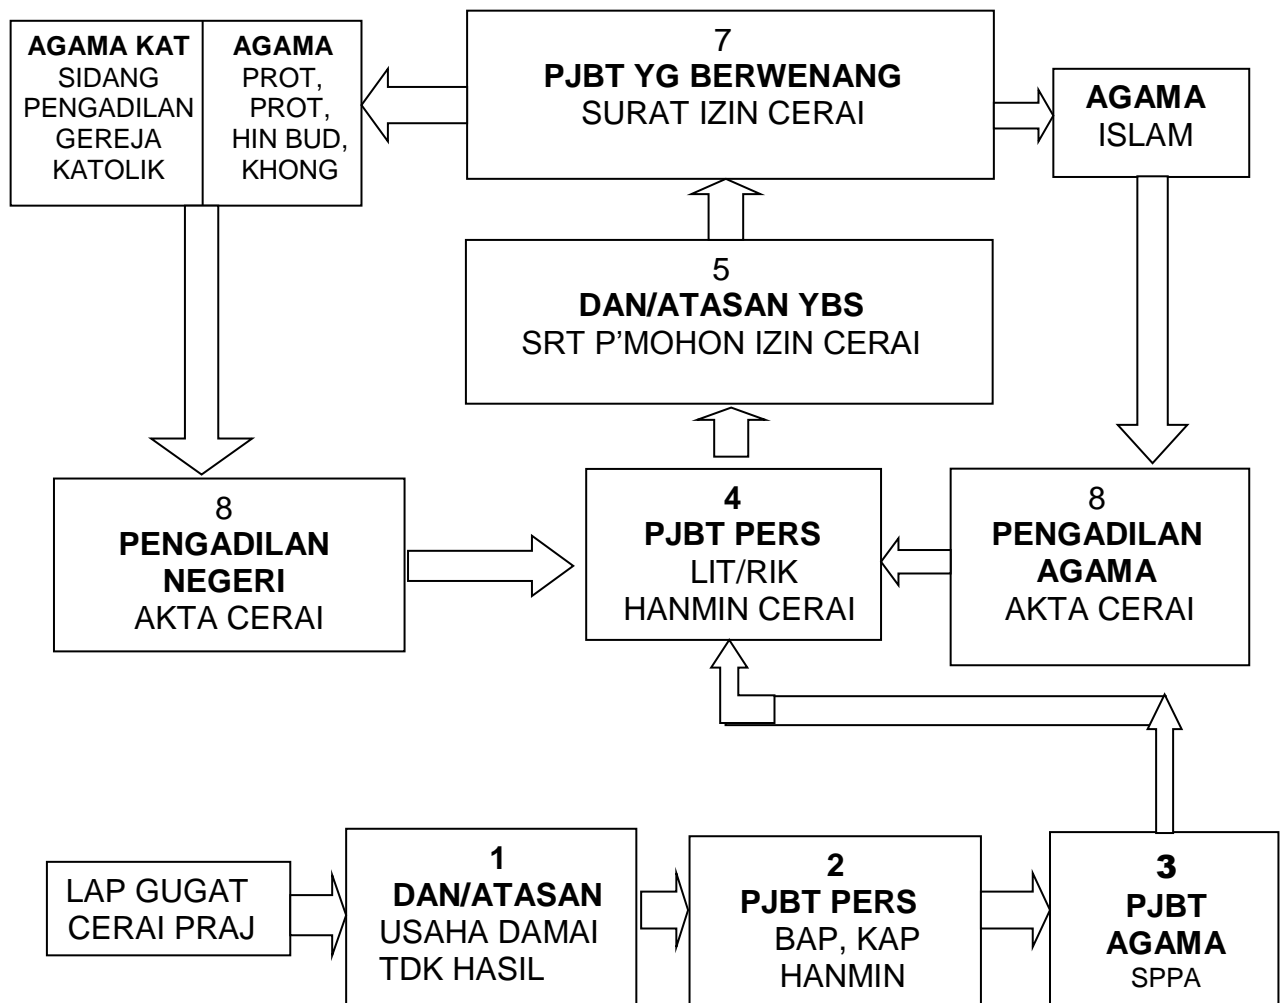 AGAMA KAT
SIDANG
PENGADILAN
GEREJA
KATOLIK
AGAMA
PROT,
PROT,
HIN BUD,
KHONG
7
PJBT YG BERWENANG
SURAT IZIN CERAI
AGAMA
ISLAM
5
DAN/ATASAN YBS
SRT P’MOHON IZIN CERAI
8
PENGADILAN
NEGERI
AKTA CERAI
4
PJBT PERS
LIT/RIK
HANMIN CERAI
8
PENGADILAN
AGAMA
AKTA CERAI
LAP GUGAT
CERAI PRAJ
1
DAN/ATASAN
USAHA DAMAI
TDK HASIL
2
PJBT PERS
BAP, KAP
HANMIN
3
PJBT
AGAMA
SPPA